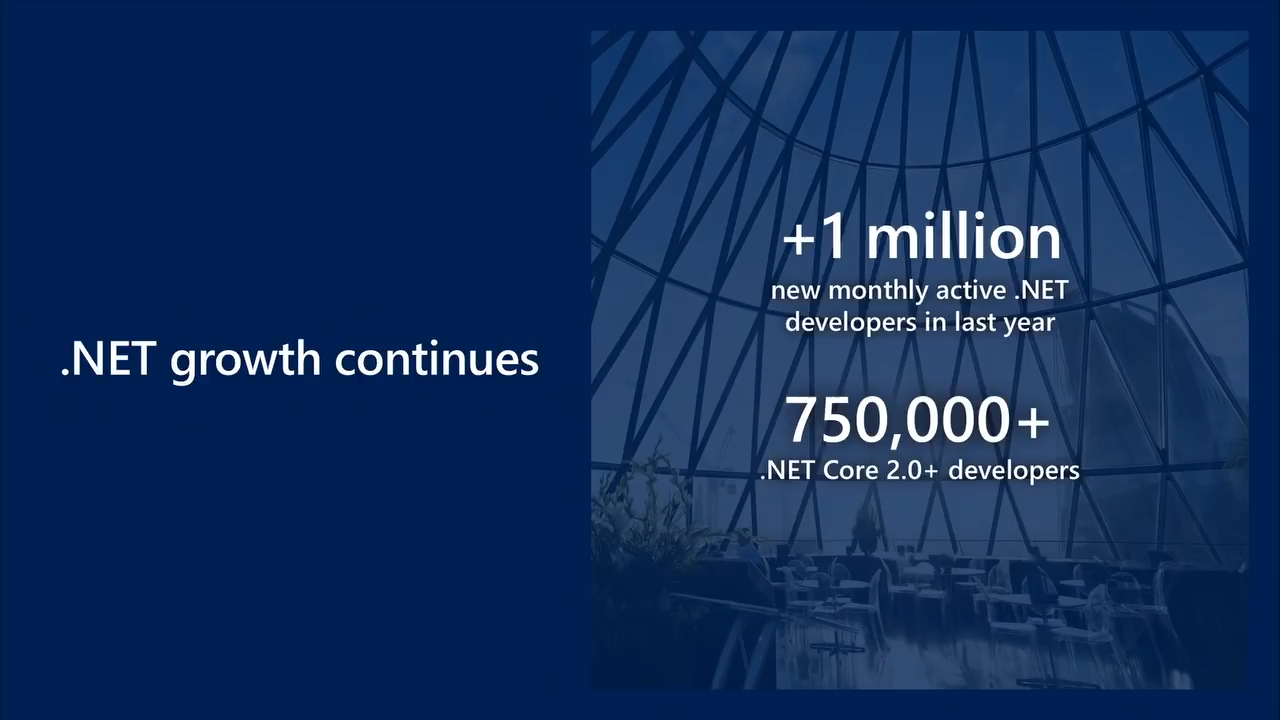 .NET growth continues
+1 million
new monthly active .NET
developers in last year
750,000+
.NET Core 2.0+ developers